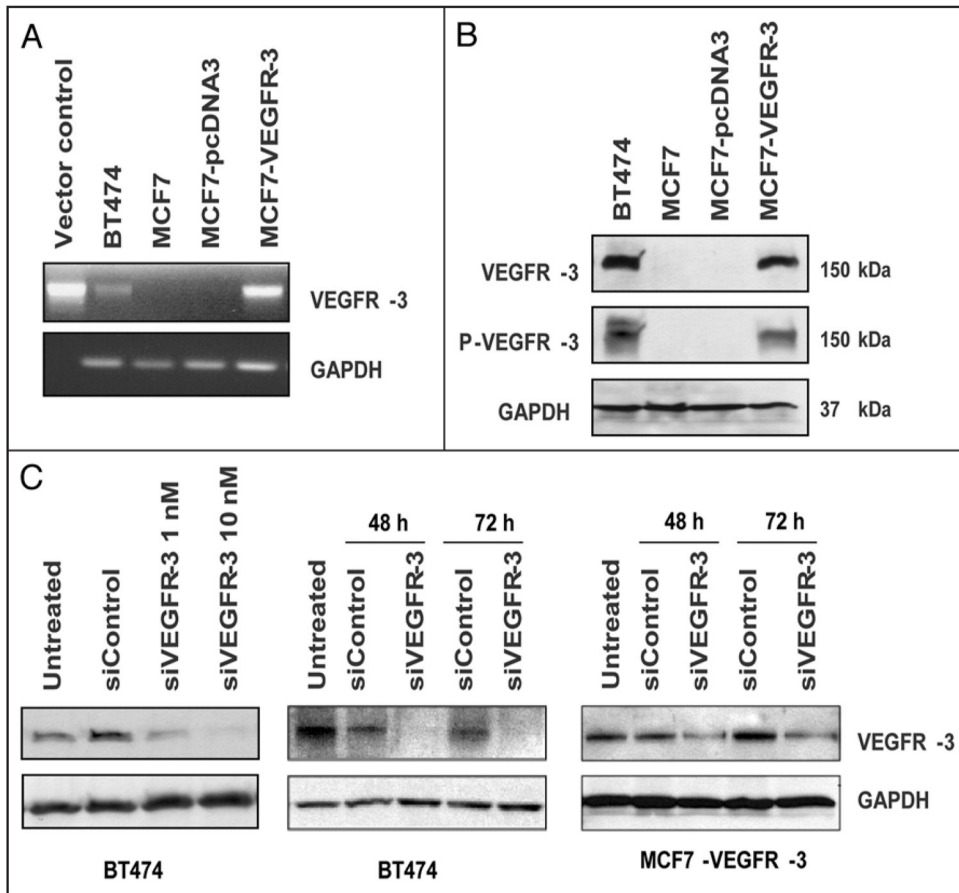 A
Vector control
BT474
MCF7
MCF7-pcDNA3
MCF7-VEGFR-3
VEGFR -3
GAPDH
B
BT474
MCF7
MCF7-pcDNA3
MCF7-VEGFR-3
VEGFR -3
150 kDa
P-VEGFR -3
150 kDa
GAPDH
37 kDa
C
Untreated
siControl
siVEGFR-3 1 nM
siVEGFR-3 10 nM
BT474
48 h
72 h
Untreated
siControl
siVEGFR-3
siControl
siVEGFR-3
BT474
48 h
72 h
Untreated
siControl
siVEGFR-3
siControl
siVEGFR-3
VEGFR -3
GAPDH
MCF7 -VEGFR -3